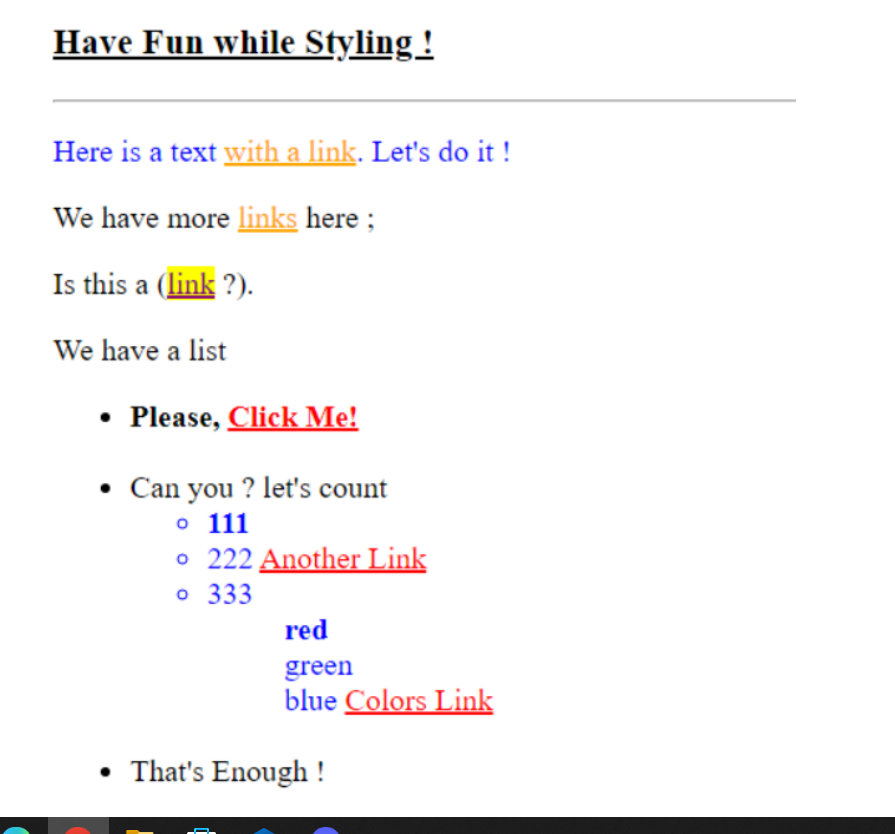 Have Fun while Styling !
Here is a text with a link. Let's do it !
We have more links here ;
Is this a (link ?).
We have a list
Please, Click Me!
Can you ? let's count
111
222 Another Link
333
red
green
blue Colors Link
That's Enough !